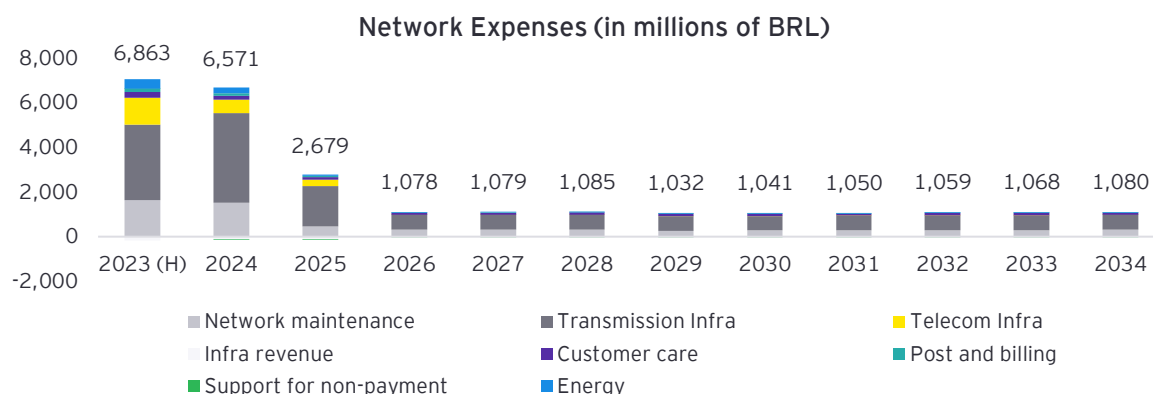 Network Expenses (in millions of BRL)
8,000
6,863
6,571
6,000
4,000
2,679
2,000
1,078
1,079
1,085
1,032
1,041
1,050
1,059
1,068
1,080
0
-2,000
2023 (H)
2024
2025
2026
2027
2028
2029
2030
2031
2032
2033
2034
Network maintenance
Transmission Infra
Telecom Infra
Infra revenue
Customer care
Post and billing
Support for non-payment
Energy